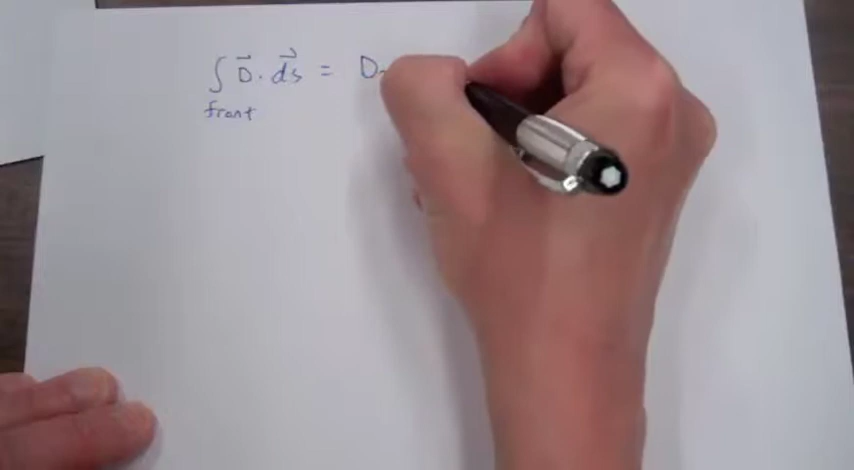 ∫ D⃗ · ds⃗ = D
front